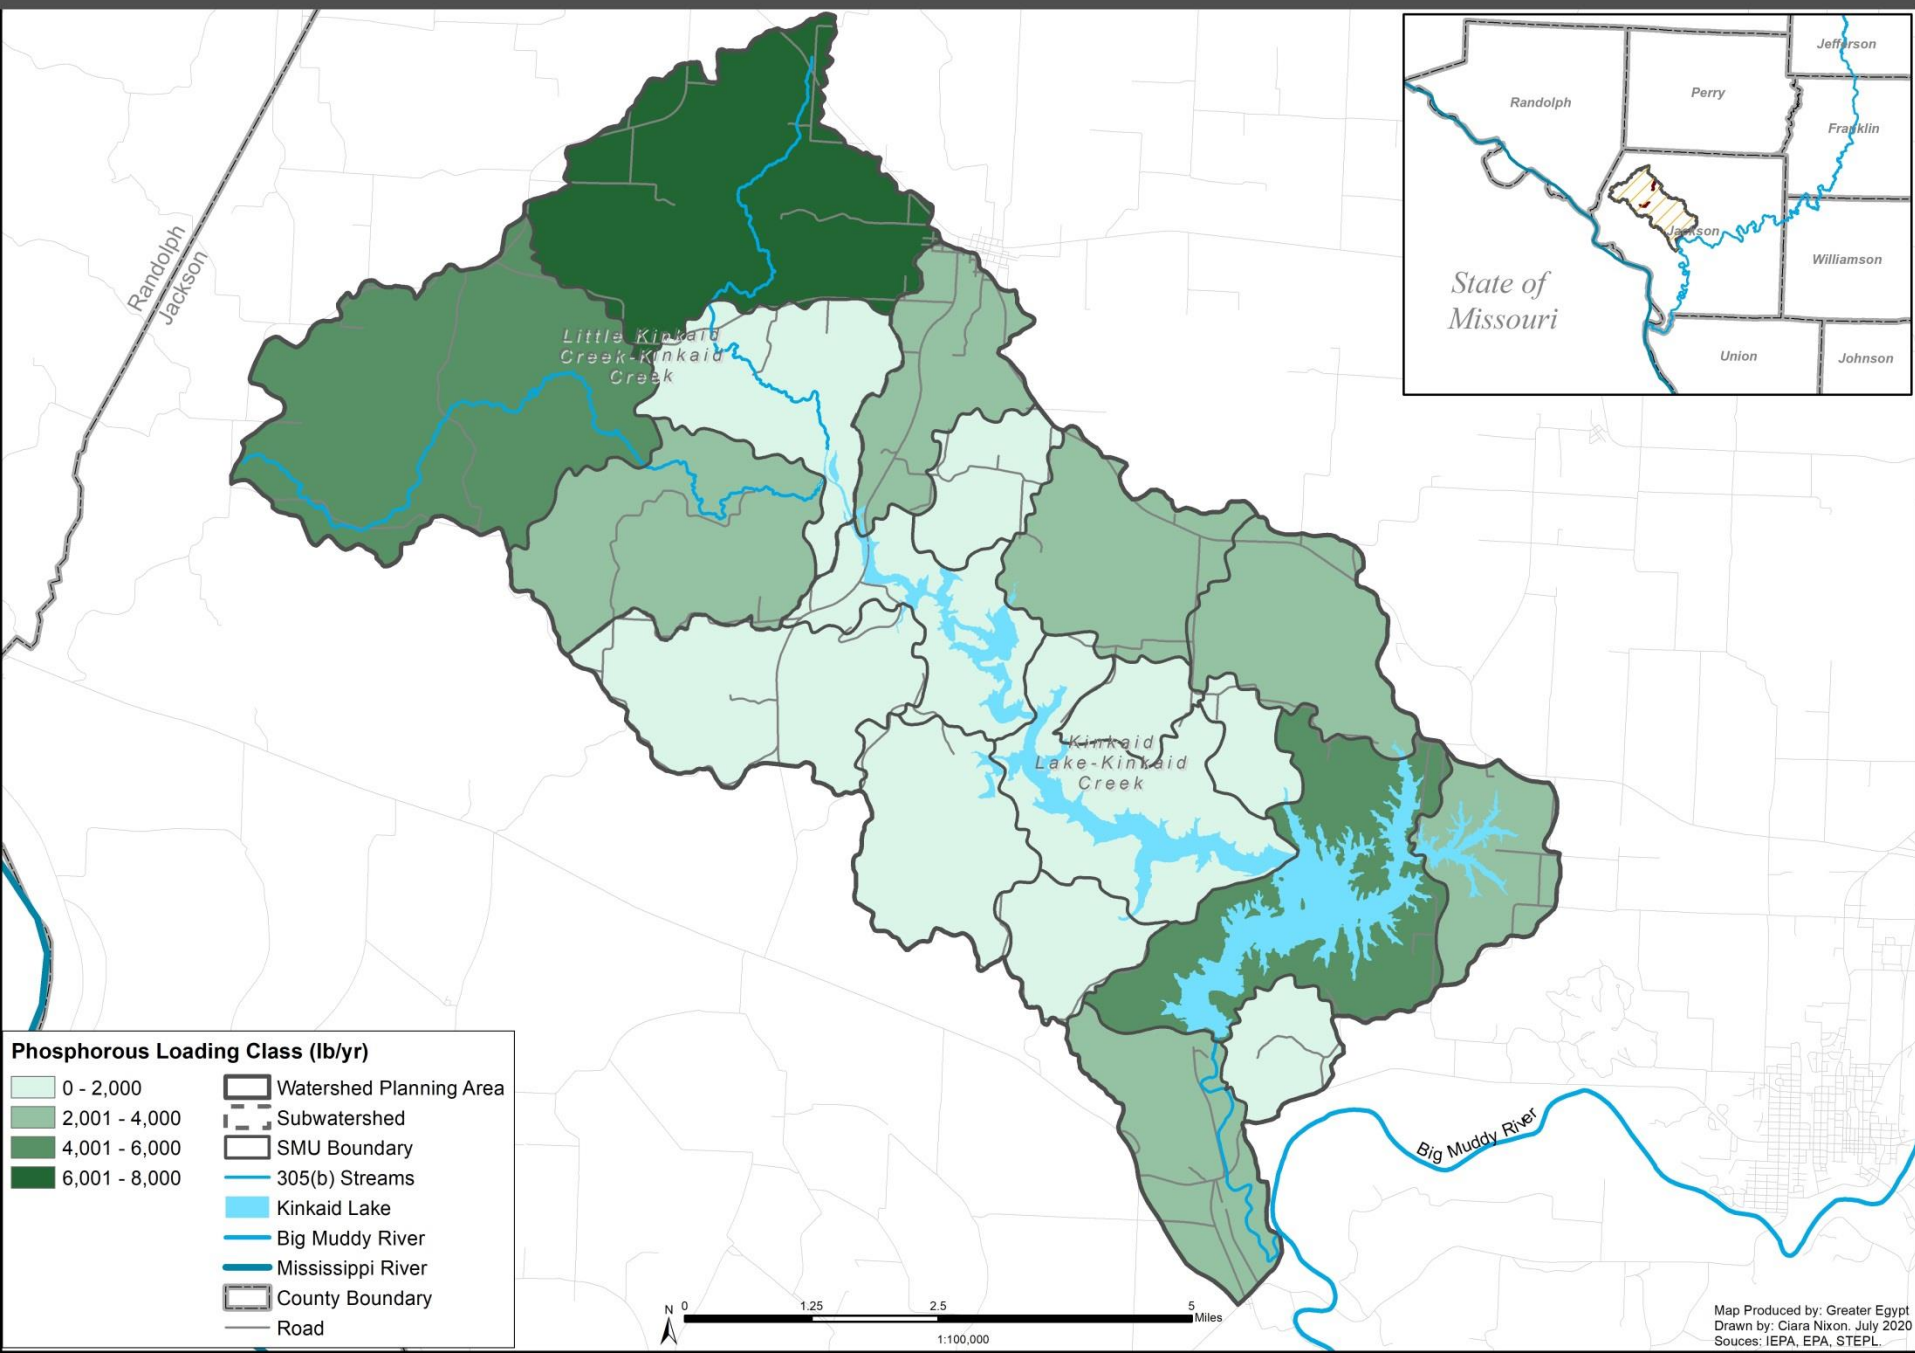 Jefferson
Randolph
Perry
Franklin
Jackson
Williamson
State of
Missouri
Union
Johnson
Randolph
Jackson
Little Kinkaid
Creek-Kinkaid
Creek
Kinkaid
Lake-Kinkaid
Creek
Big Muddy River
Phosphorous Loading Class (lb/yr)
0 - 2,000
2,001 - 4,000
4,001 - 6,000
6,001 - 8,000
Watershed Planning Area
Subwatershed
SMU Boundary
305(b) Streams
Kinkaid Lake
Big Muddy River
Mississippi River
County Boundary
Road
N
0 1.25 2.5 5
Miles
1:100,000
Map Produced by: Greater Egypt
Drawn by: Ciara Nixon. July 2020
Souces: IEPA, EPA, STEPL.